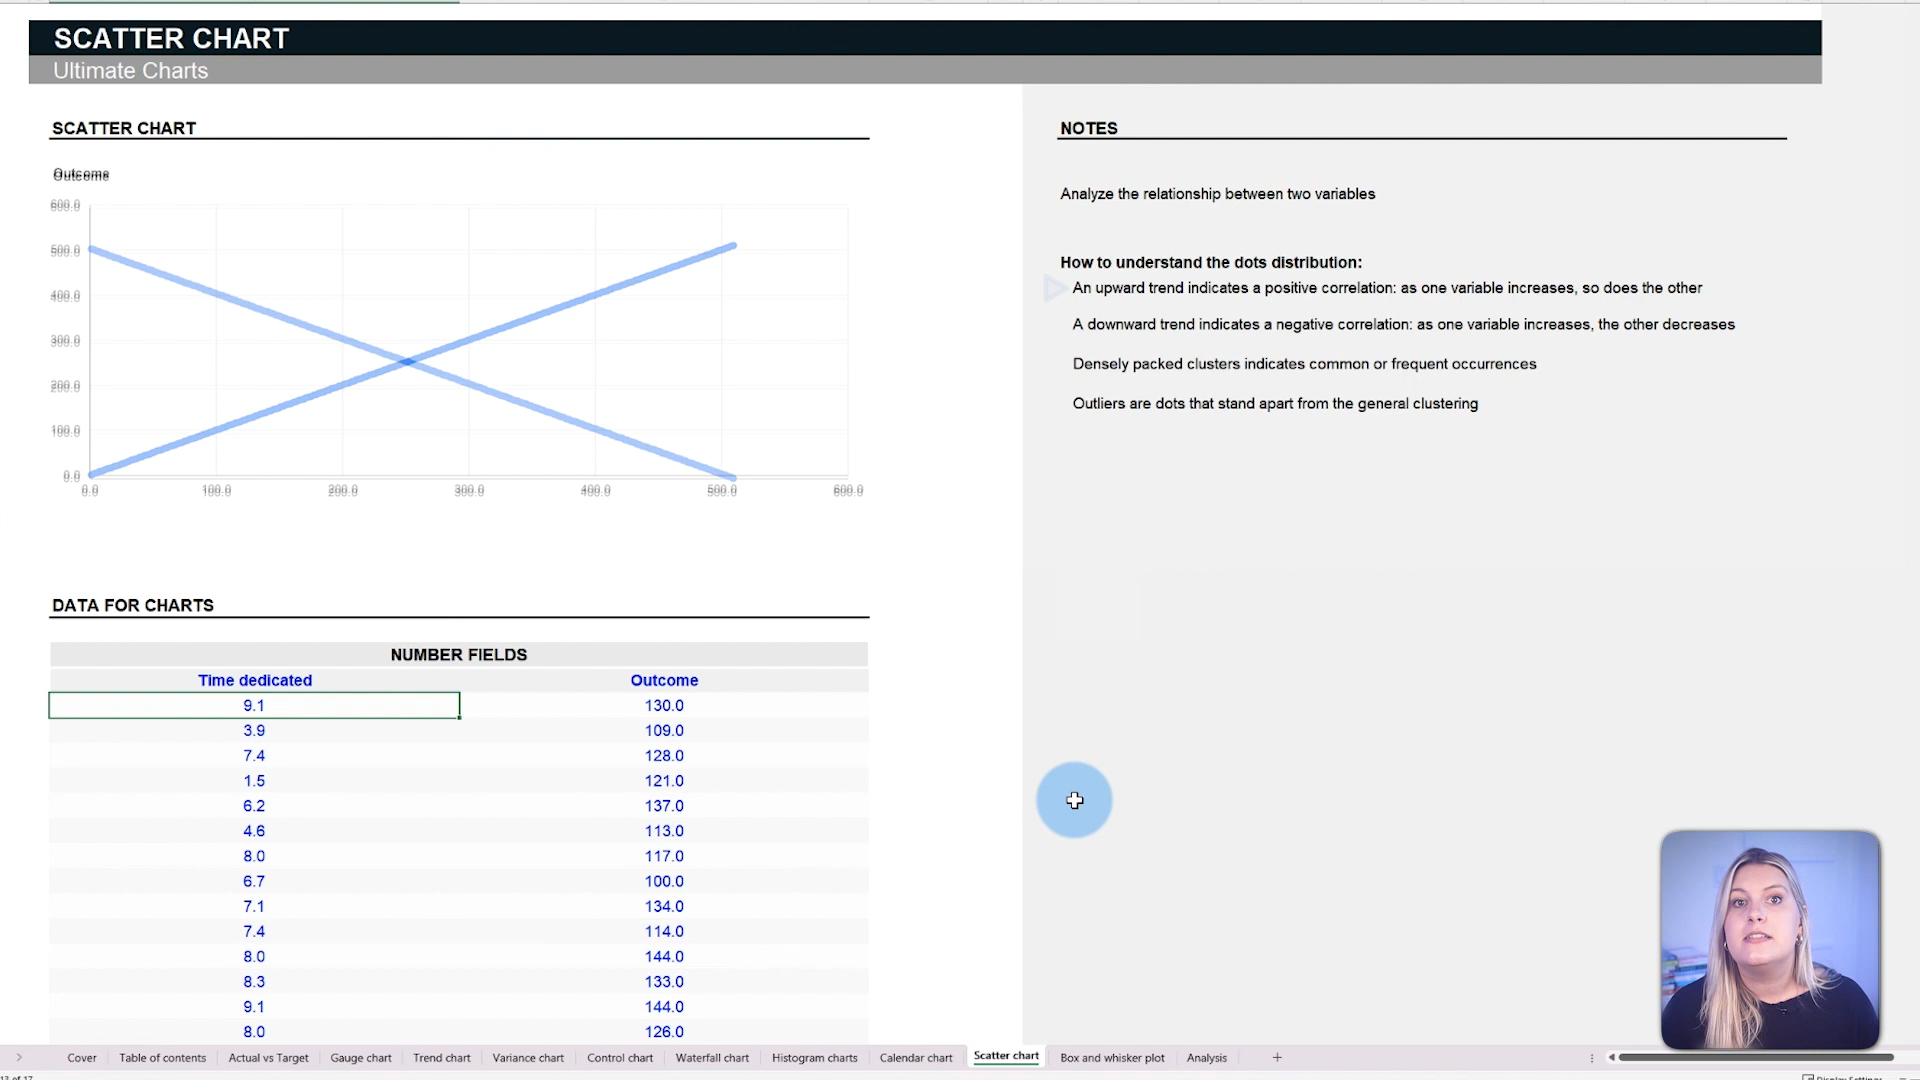 SCATTER CHART
Ultimate Charts
SCATTER CHART
Outcome
600.0
500.0
400.0
300.0
200.0
100.0
0.0
0.0 100.0 200.0 300.0 400.0 500.0 600.0
DATA FOR CHARTS
NUMBER FIELDS
Time dedicated Outcome
9.1 130.0
3.9 109.0
7.4 128.0
1.5 121.0
6.2 137.0
4.6 113.0
8.0 117.0
6.7 100.0
7.1 134.0
7.4 114.0
8.0 144.0
8.3 133.0
9.1 144.0
8.0 126.0
NOTES
Analyze the relationship between two variables
How to understand the dots distribution:
An upward trend indicates a positive correlation: as one variable increases, so does the other
A downward trend indicates a negative correlation: as one variable increases, the other decreases
Densely packed clusters indicates common or frequent occurrences
Outliers are dots that stand apart from the general clustering
Cover Table of contents Actual vs Target Gauge chart Trend chart Variance chart Control chart Waterfall chart Histogram charts Calendar chart Scatter chart Box and whisker plot Analysis